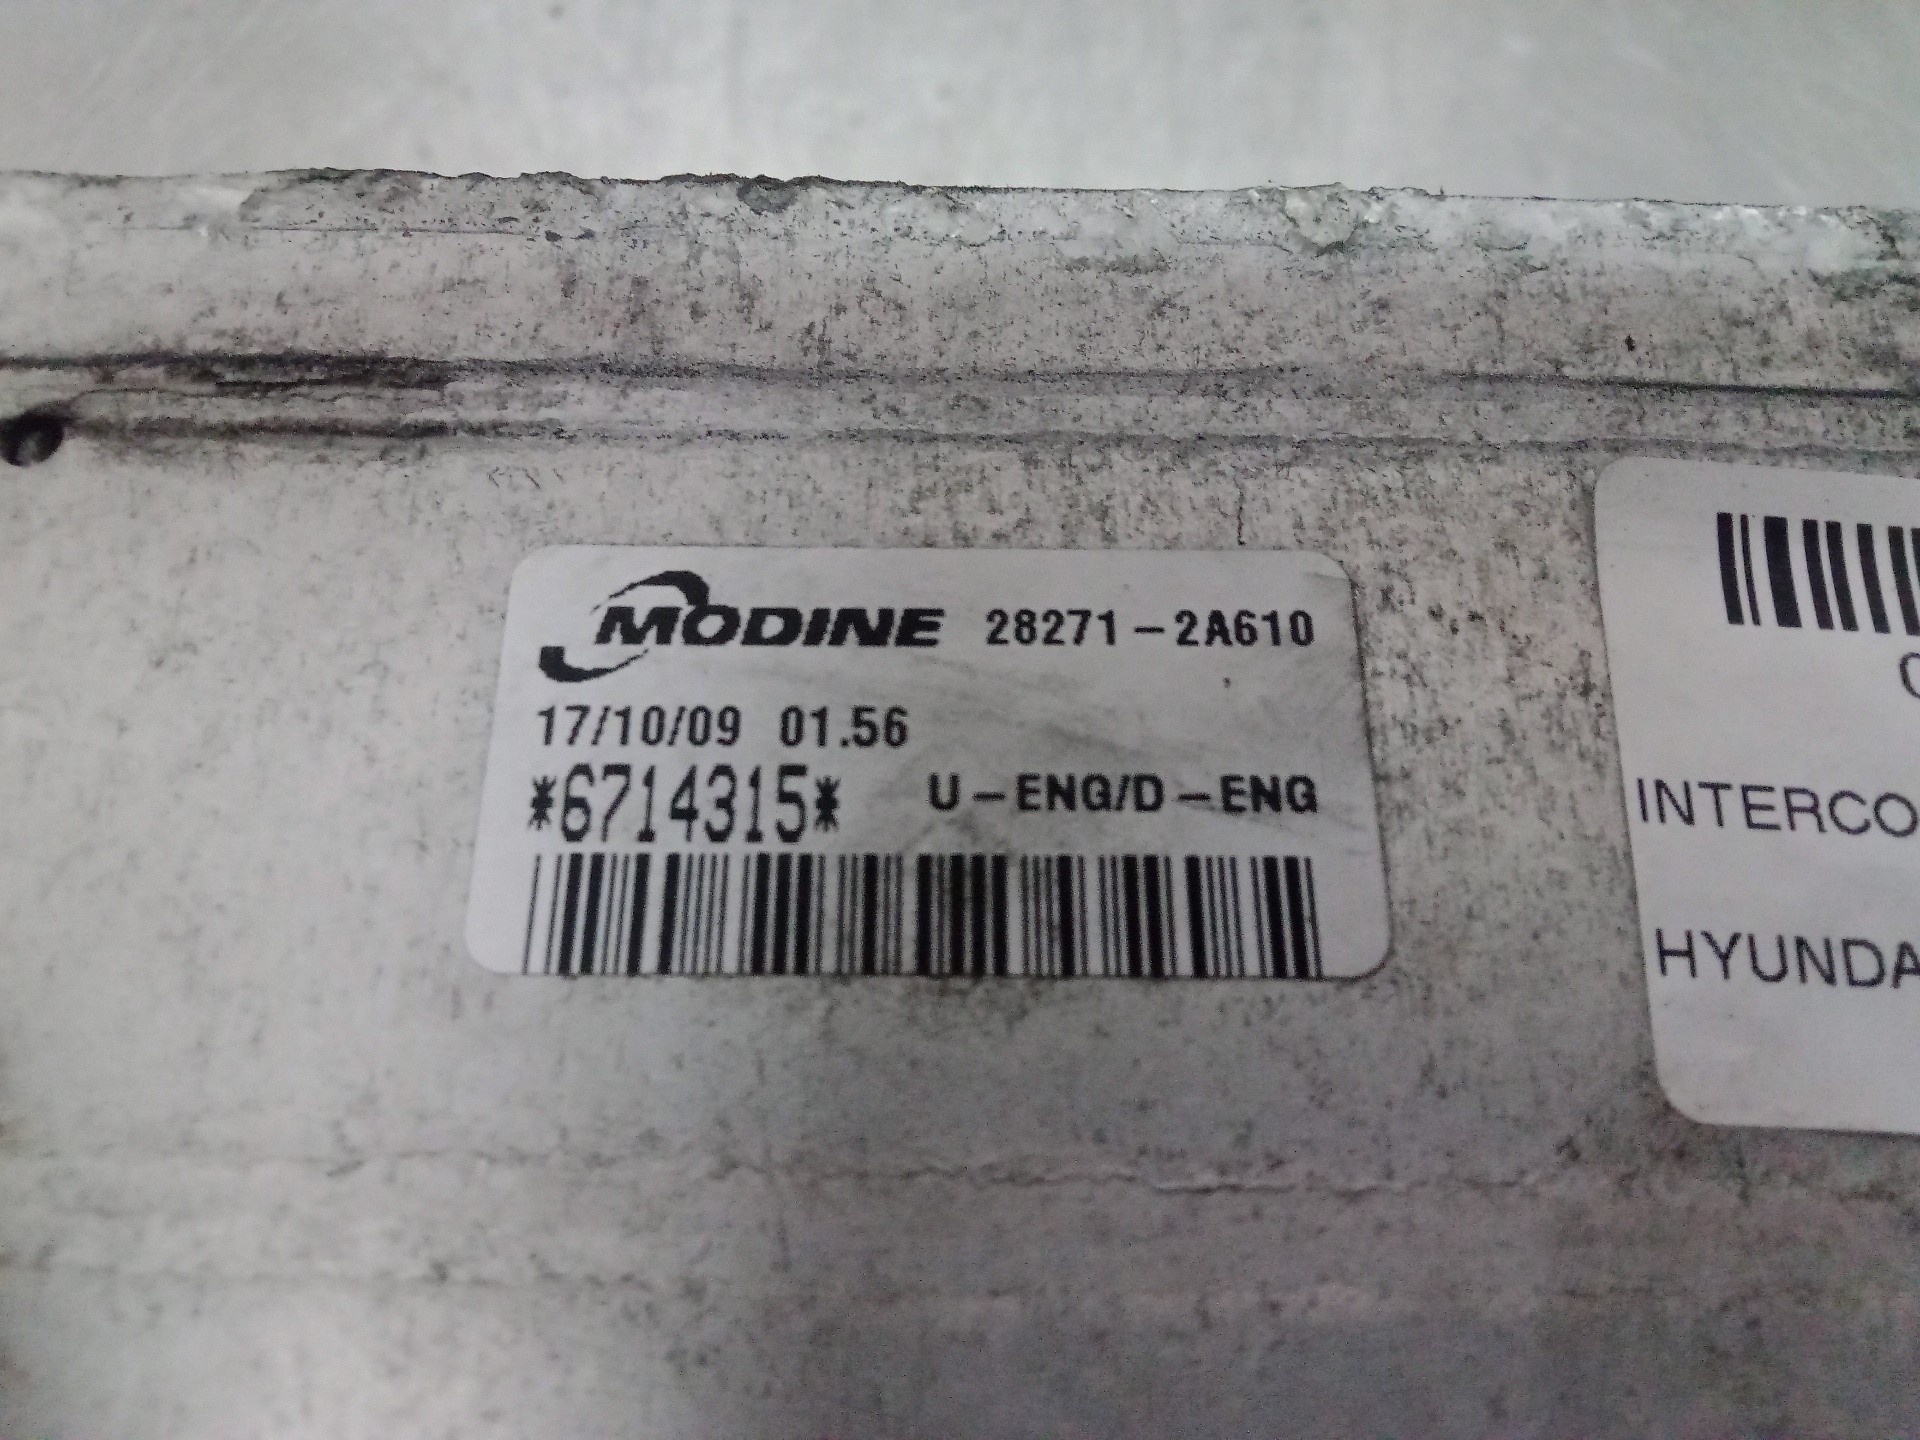 MODINE 28271-2A610
17/10/09 01.56
*6714315* U-ENG/D-ENG
INTERCO
HYUNDA